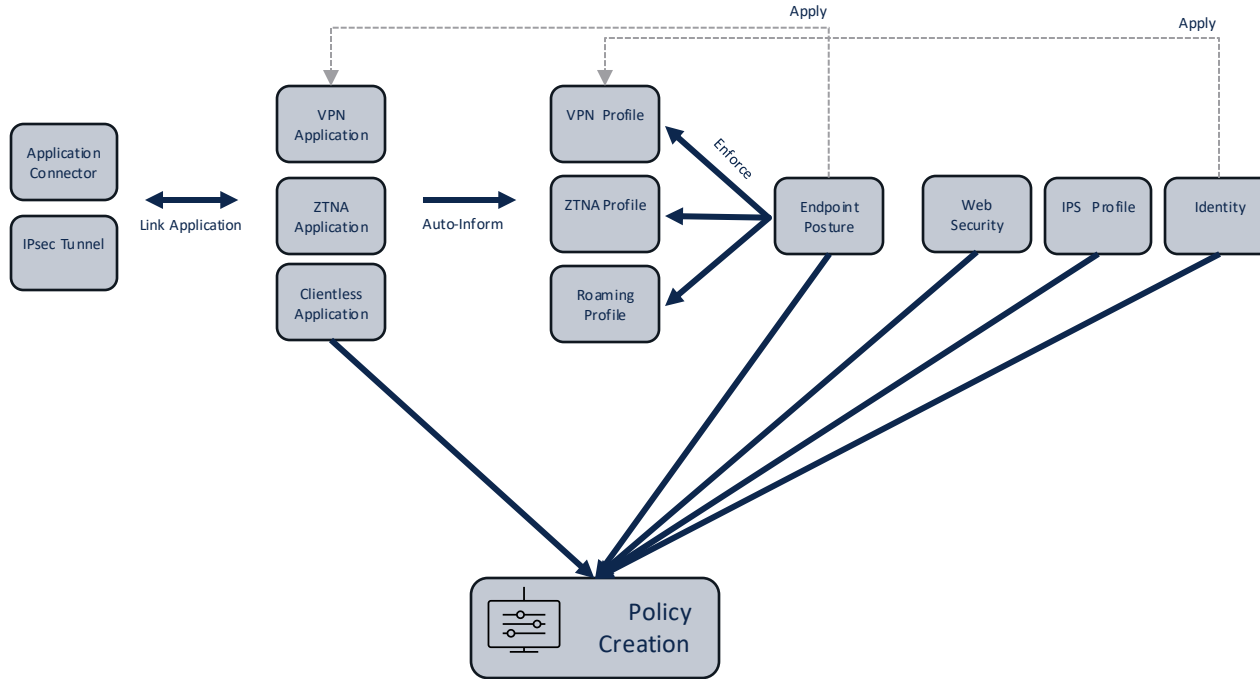 Apply
Apply
VPN
Application
VPN Profile
Application
Connector
Enforce
ZTNA
Application
ZTNA Profile
Endpoint
Posture
Web
Security
IPS Profile
Identity
Link Application
Auto-Inform
IPsec Tunnel
Clientless
Application
Roaming
Profile
Policy
Creation